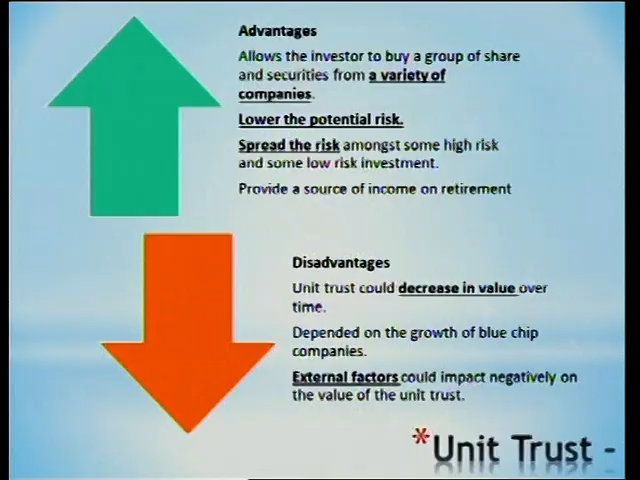 Advantages
Allows the investor to buy a group of share
and securities from a variety of
companies.
Lower the potential risk.
Spread the risk amongst some high risk
and some low risk investment.
Provide a source of income on retirement
Disadvantages
Unit trust could decrease in value over
time.
Depended on the growth of blue chip
companies.
External factors could impact negatively on
the value of the unit trust.
*Unit Trust -